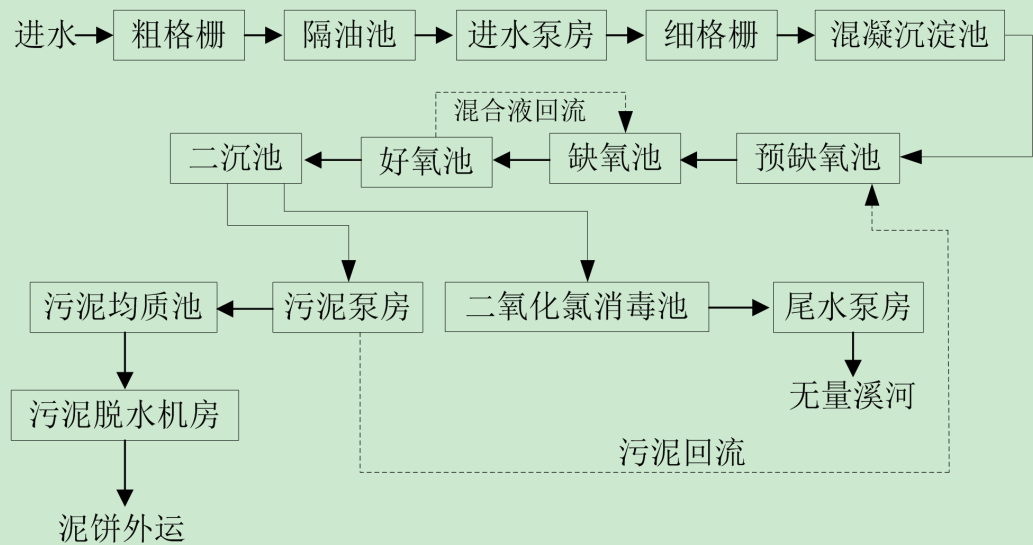 进水
粗格栅
隔油池
进水泵房
细格栅
混凝沉淀池
混合液回流
二沉池
好氧池
缺氧池
预缺氧池
污泥均质池
污泥泵房
二氧化氯消毒池
尾水泵房
污泥脱水机房
无量溪河
污泥回流
泥饼外运